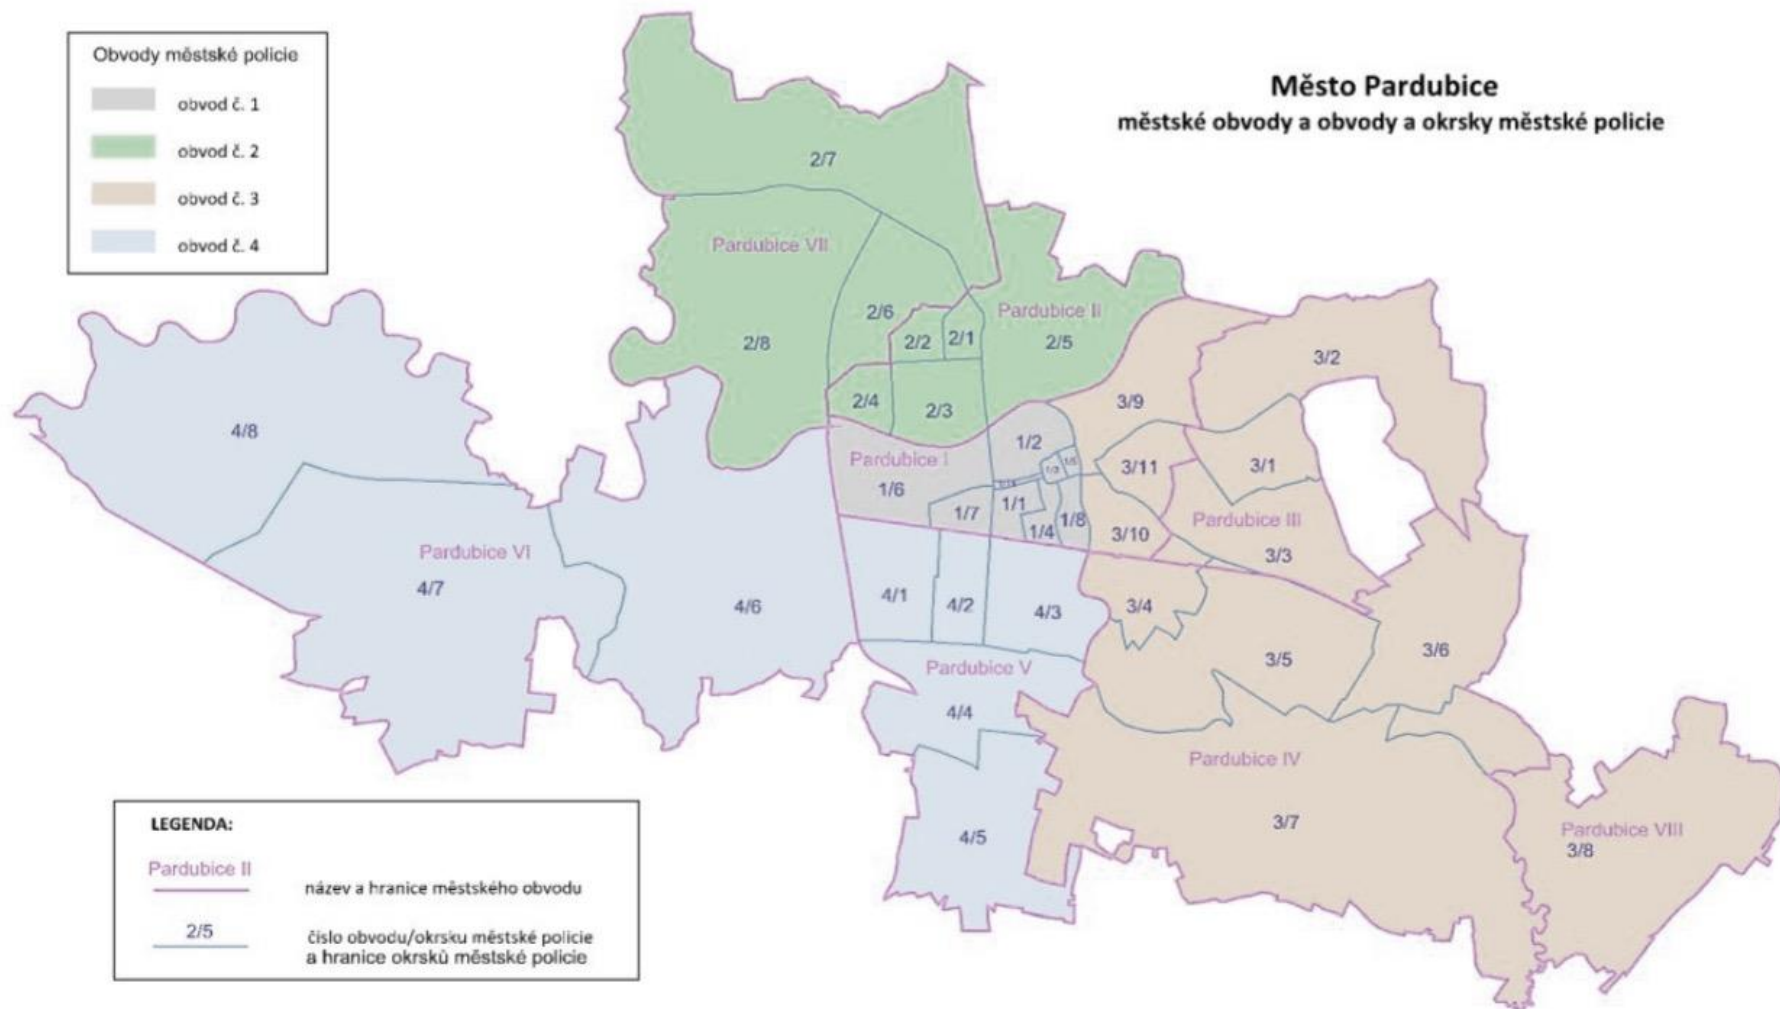 Obvody městské policie
obvod č. 1
obvod č. 2
obvod č. 3
obvod č. 4
Město Pardubice
městské obvody a obvody a okrsky městské policie
2/7
Pardubice VII
2/6
2/8
2/2
2/1
Pardubice II
2/5
2/4
2/3
3/2
3/9
3/11
3/1
4/8
Pardubice I
1/6
1/2
1/3
1/5
1/7
1/1
1/4
1/8
3/10
Pardubice III
3/3
Pardubice VI
4/7
4/6
4/1
4/2
4/3
3/4
3/5
3/6
Pardubice V
4/4
4/5
Pardubice IV
3/7
Pardubice VIII
3/8
LEGENDA:
Pardubice II
název a hranice městského obvodu
2/5
číslo obvodu/okrsku městské policie
a hranice okrsků městské policie